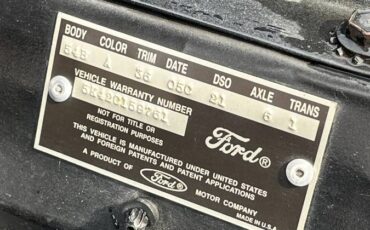 BODY COLOR TRIM DATE DSO AXLE TRANS
54B A 36 05C 21 6 1
VEHICLE WARRANTY NUMBER
NOT FOR TITLE OR
REGISTRATION PURPOSES
Ford®
THIS VEHICLE IS MANUFACTURED UNDER UNITED STATES
AND FOREIGN PATENTS AND PATENT APPLICATIONS
A PRODUCT OF Ford® MOTOR COMPANY
MADE IN U.S.A